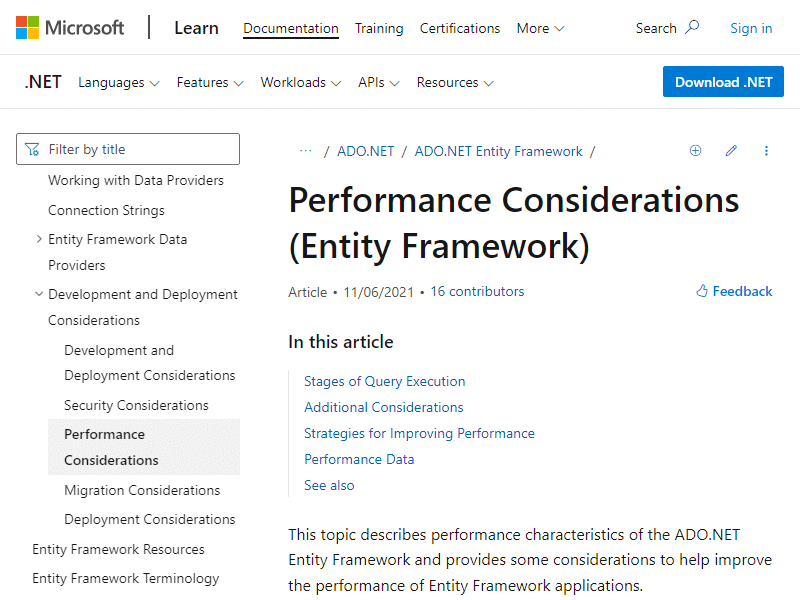 Microsoft
Learn
Documentation
Training
Certifications
More
Search
Sign in
.NET
Languages
Features
Workloads
APIs
Resources
Download .NET
Filter by title
Working with Data Providers
Connection Strings
Entity Framework Data
Providers
Development and Deployment
Considerations
Development and
Deployment Considerations
Security Considerations
Performance
Considerations
Migration Considerations
Deployment Considerations
Entity Framework Resources
Entity Framework Terminology
··· / ADO.NET / ADO.NET Entity Framework /
Performance Considerations
(Entity Framework)
Article • 11/06/2021 • 16 contributors
Feedback
In this article
Stages of Query Execution
Additional Considerations
Strategies for Improving Performance
Performance Data
See also
This topic describes performance characteristics of the ADO.NET
Entity Framework and provides some considerations to help improve
the performance of Entity Framework applications.